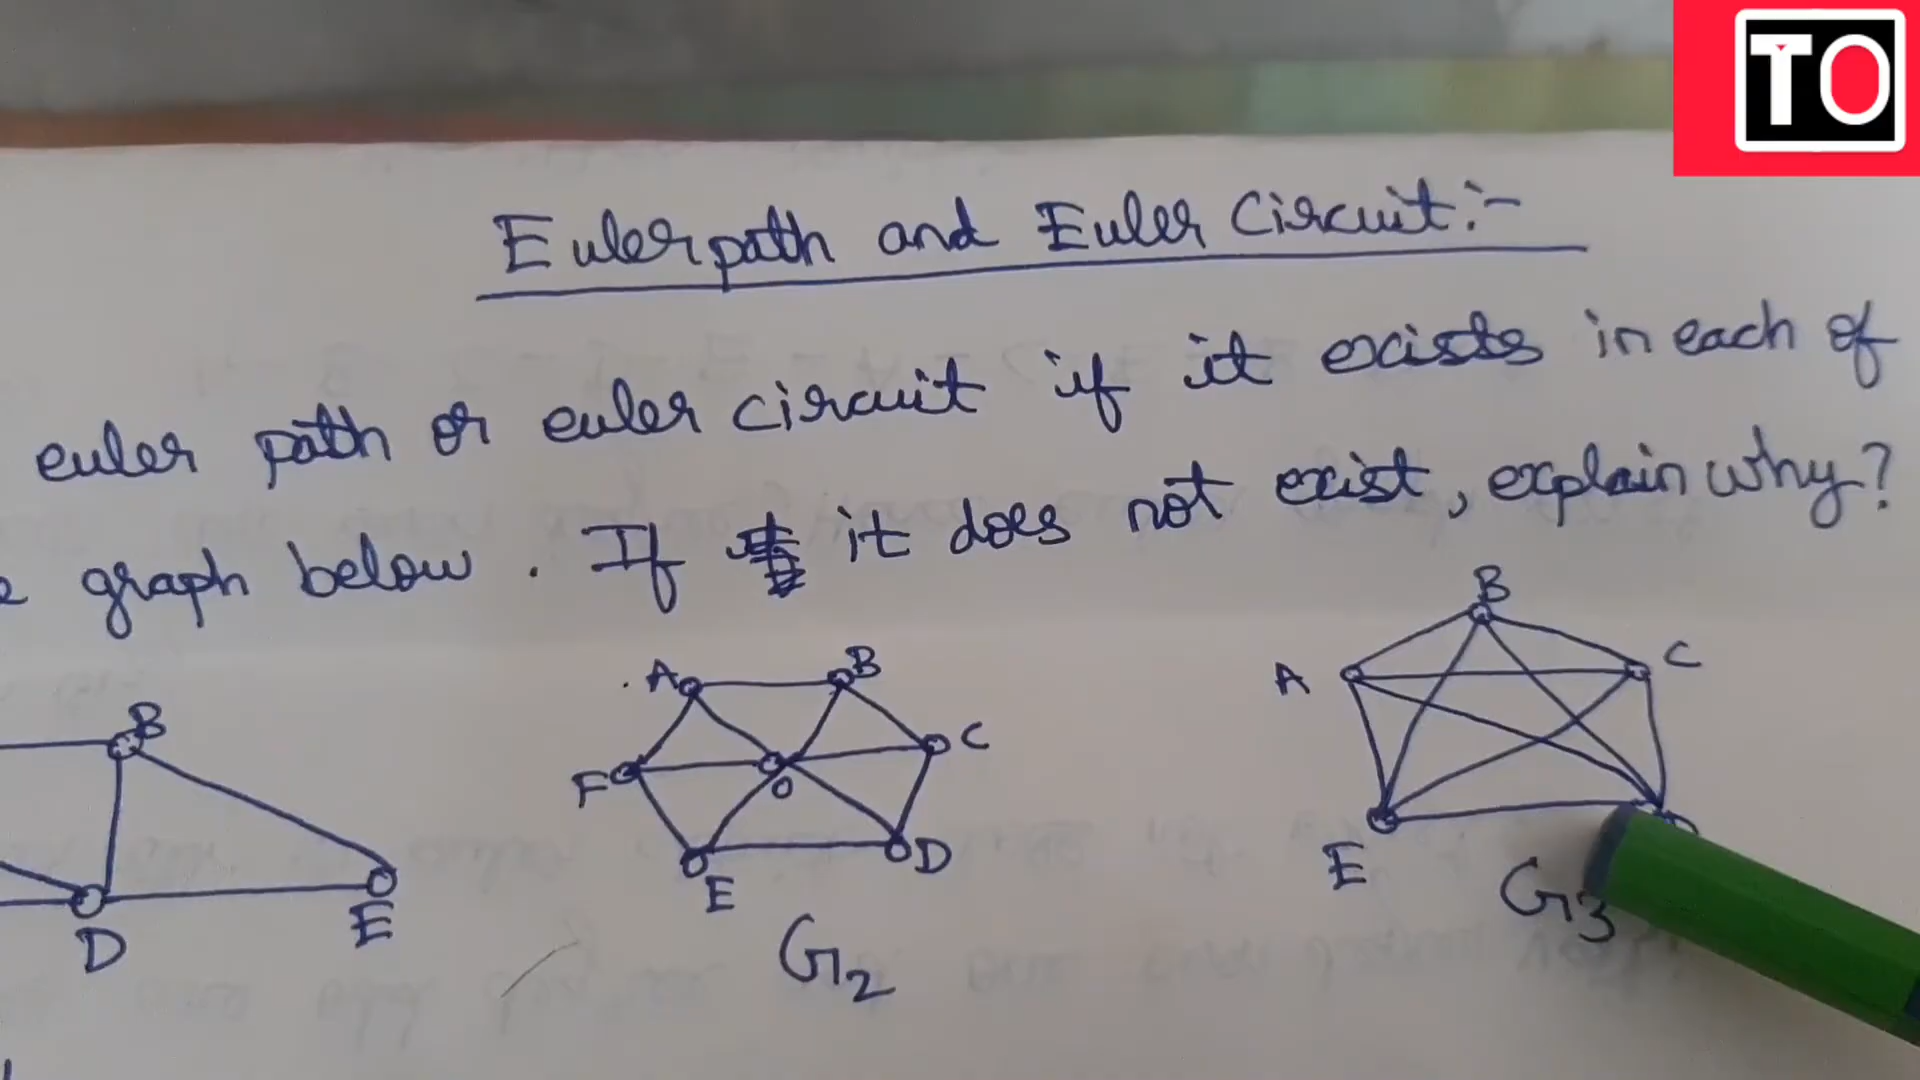 TO
Euler path and Euler Circuit:-
euler path or euler circuit if it exists in each of
graph below. If it does not exist, explain why?
B
D
E
A
B
C
F
O
E
D
G2
B
A
C
E
G3